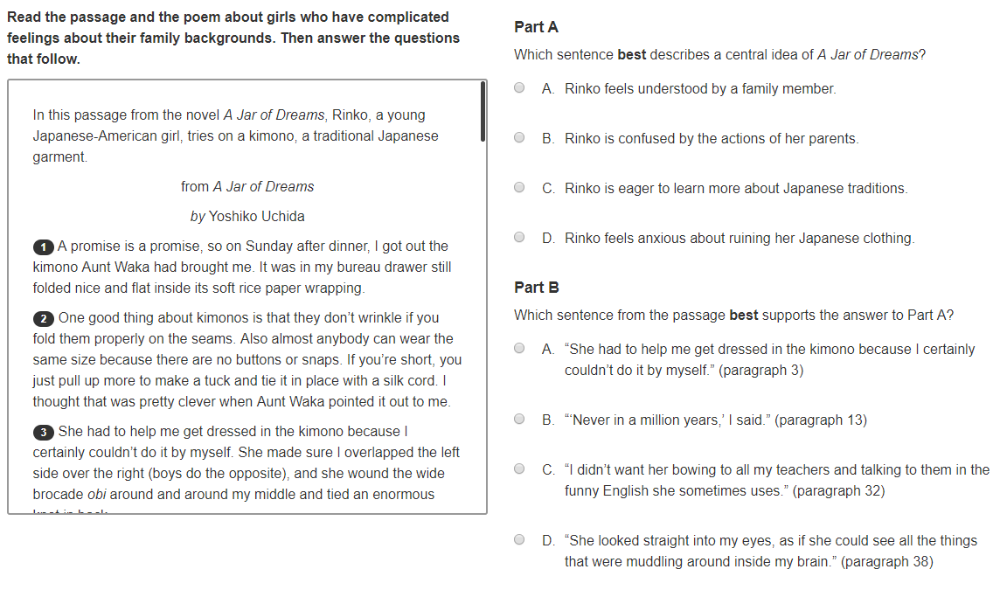 Read the passage and the poem about girls who have complicated
feelings about their family backgrounds. Then answer the questions
that follow.
In this passage from the novel A Jar of Dreams, Rinko, a young
Japanese-American girl, tries on a kimono, a traditional Japanese
garment.
from A Jar of Dreams
by Yoshiko Uchida
1 A promise is a promise, so on Sunday after dinner, I got out the
kimono Aunt Waka had brought me. It was in my bureau drawer still
folded nice and flat inside its soft rice paper wrapping.
2 One good thing about kimonos is that they don’t wrinkle if you
fold them properly on the seams. Also almost anybody can wear the
same size because there are no buttons or snaps. If you’re short, you
just pull up more to make a tuck and tie it in place with a silk cord. I
thought that was pretty clever when Aunt Waka pointed it out to me.
3 She had to help me get dressed in the kimono because I
certainly couldn’t do it by myself. She made sure I overlapped the left
side over the right (boys do the opposite), and she wound the wide
brocade obi around and around my middle and tied an enormous
Part A
Which sentence best describes a central idea of A Jar of Dreams?
A. Rinko feels understood by a family member.
B. Rinko is confused by the actions of her parents.
C. Rinko is eager to learn more about Japanese traditions.
D. Rinko feels anxious about ruining her Japanese clothing.
Part B
Which sentence from the passage best supports the answer to Part A?
A. “She had to help me get dressed in the kimono because I certainly
couldn’t do it by myself.” (paragraph 3)
B. “‘Never in a million years,’ I said.” (paragraph 13)
C. “I didn’t want her bowing to all my teachers and talking to them in the
funny English she sometimes uses.” (paragraph 32)
D. “She looked straight into my eyes, as if she could see all the things
that were muddling around inside my brain.” (paragraph 38)